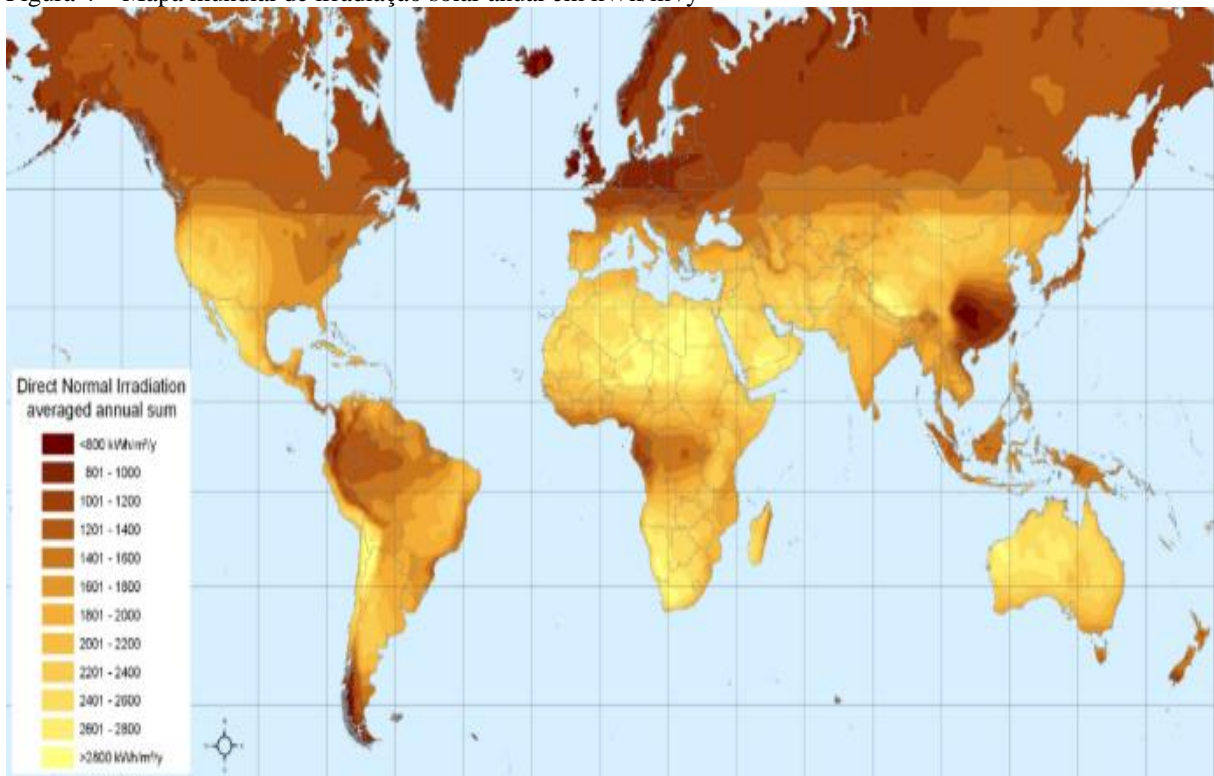 Direct Normal Irradiation
averaged annual sum
<800 kWh/m²/y
801 - 1000
1001 - 1200
1201 - 1400
1401 - 1600
1601 - 1800
1801 - 2000
2001 - 2200
2201 - 2400
2401 - 2600
2601 - 2800
>2800 kWh/m²/y